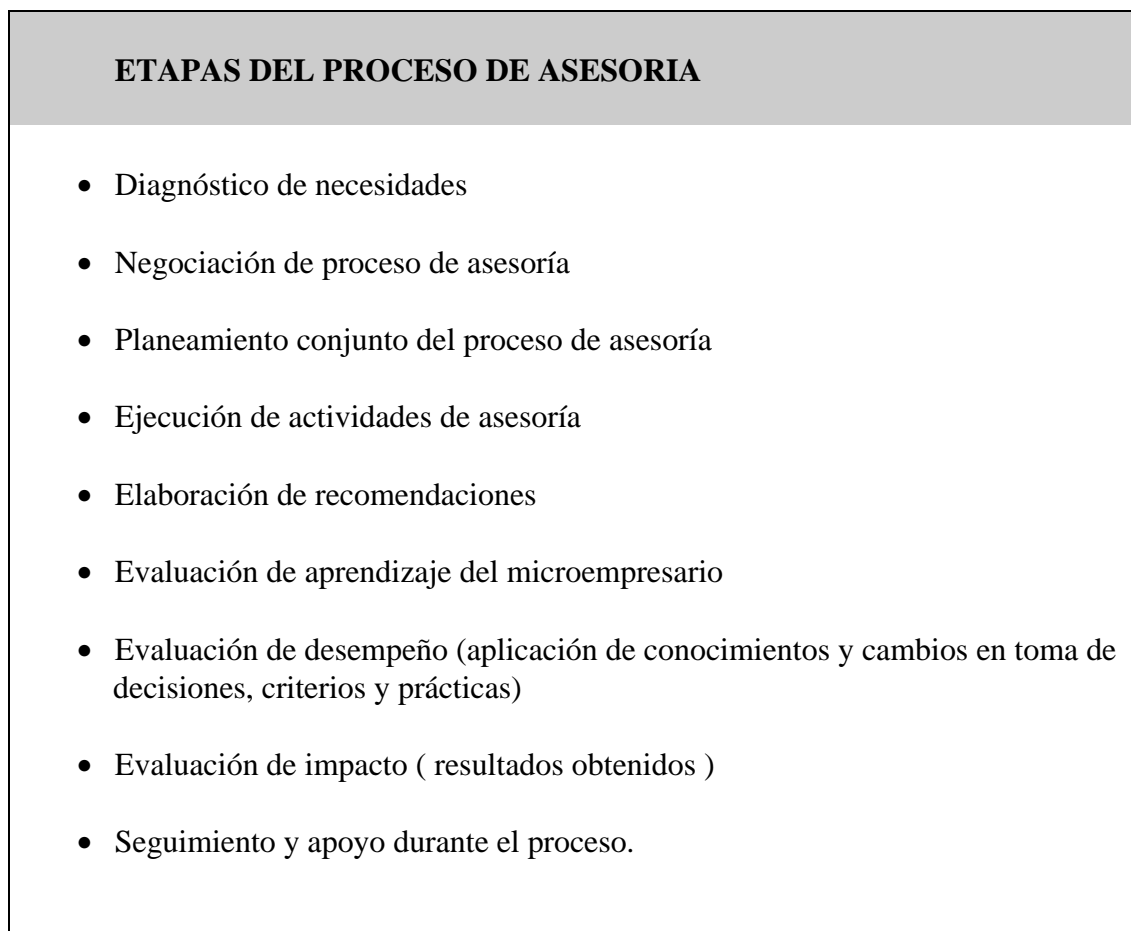 ETAPAS DEL PROCESO DE ASESORIA
• Diagnóstico de necesidades
• Negociación de proceso de asesoría
• Planeamiento conjunto del proceso de asesoría
• Ejecución de actividades de asesoría
• Elaboración de recomendaciones
• Evaluación de aprendizaje del microempresario
• Evaluación de desempeño (aplicación de conocimientos y cambios en toma de
decisiones, criterios y prácticas)
• Evaluación de impacto ( resultados obtenidos )
• Seguimiento y apoyo durante el proceso.